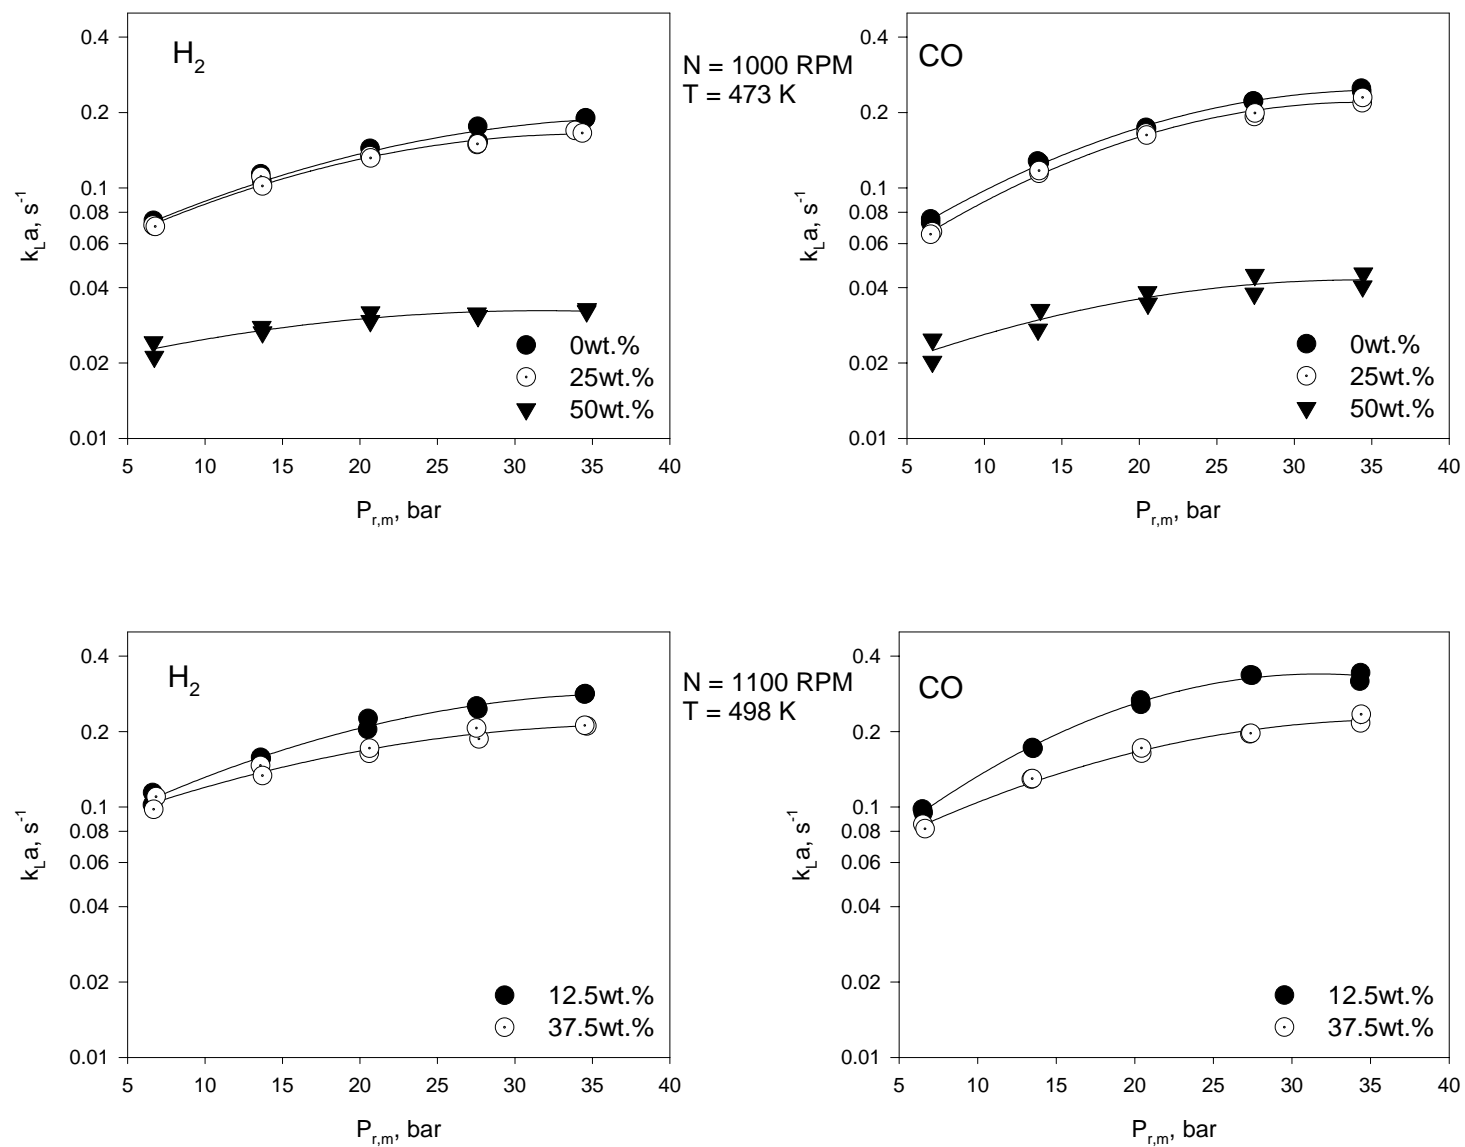 H2
N = 1000 RPM
T = 473 K
CO
0.4
0.2
0.1
0.08
0.06
0.04
0.02
0.01
kLa, s-1
0wt.%
25wt.%
50wt.%
5 10 15 20 25 30 35 40
Pr,m, bar
0.4
0.2
0.1
0.08
0.06
0.04
0.02
0.01
kLa, s-1
0wt.%
25wt.%
50wt.%
5 10 15 20 25 30 35 40
Pr,m, bar
H2
N = 1100 RPM
T = 498 K
CO
0.4
0.2
0.1
0.08
0.06
0.04
0.02
0.01
kLa, s-1
12.5wt.%
37.5wt.%
5 10 15 20 25 30 35 40
Pr,m, bar
0.4
0.2
0.1
0.08
0.06
0.04
0.02
0.01
kLa, s-1
12.5wt.%
37.5wt.%
5 10 15 20 25 30 35 40
Pr,m, bar